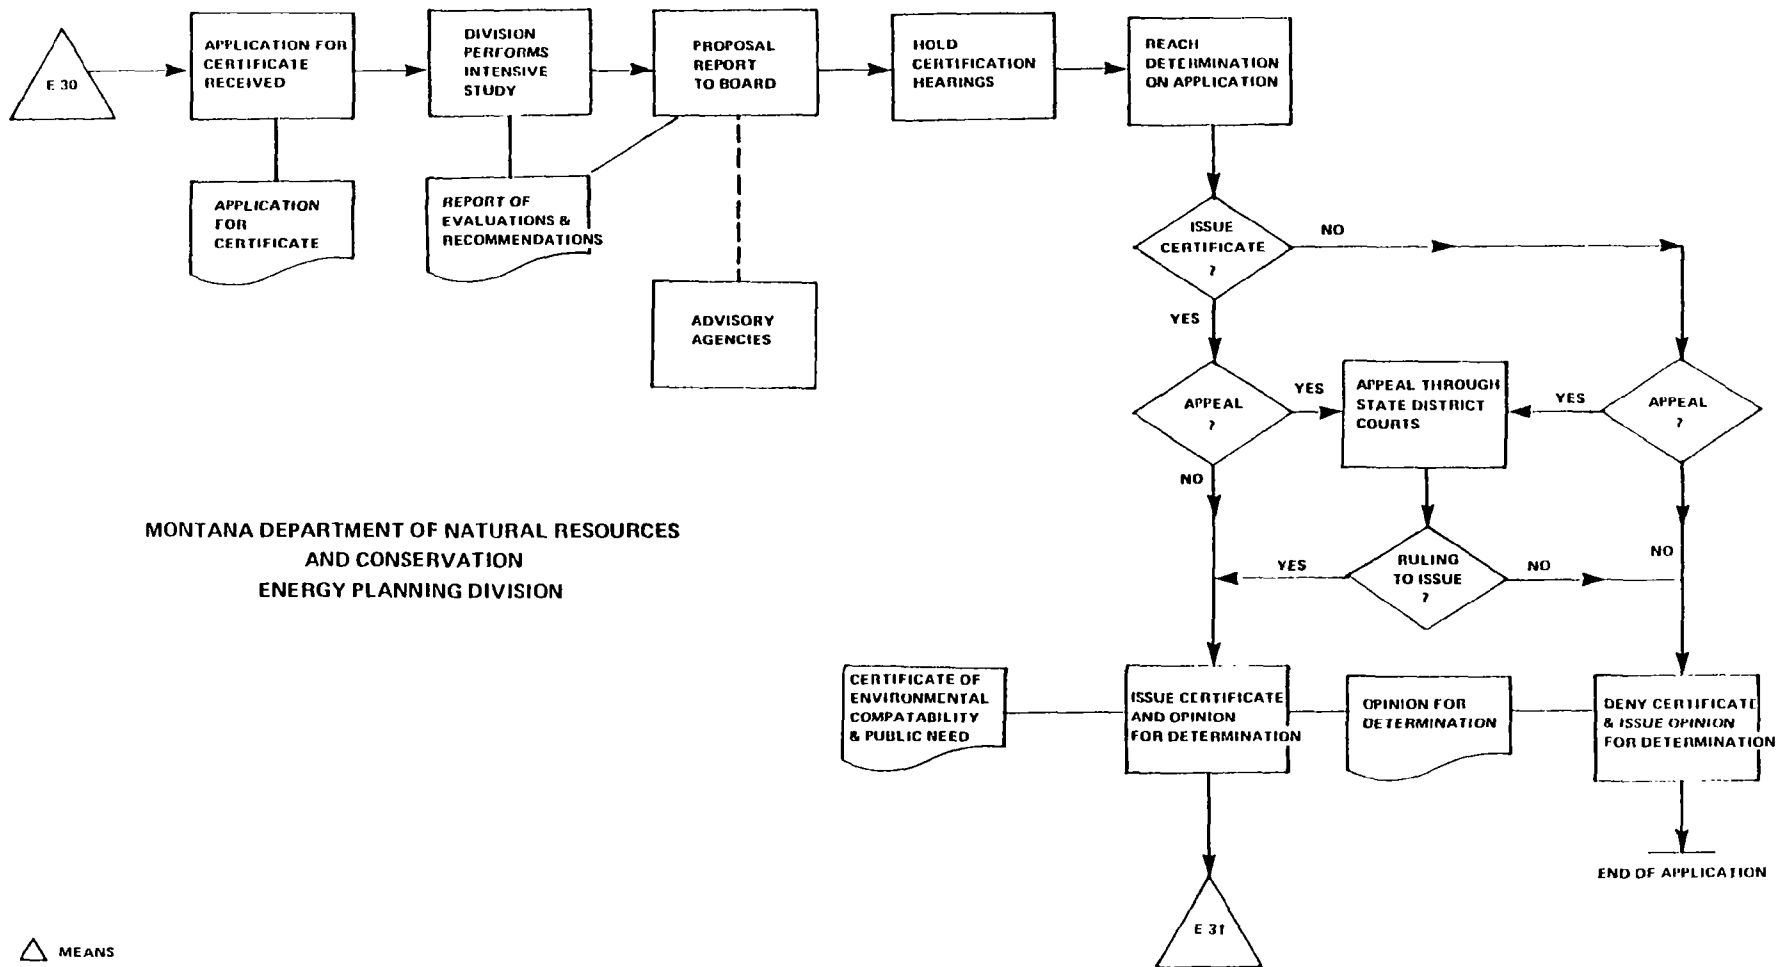 E 30
APPLICATION FOR
CERTIFICATE
RECEIVED
DIVISION
PERFORMS
INTENSIVE
STUDY
PROPOSAL
REPORT
TO BOARD
HOLD
CERTIFICATION
HEARINGS
REACH
DETERMINATION
ON APPLICATION
APPLICATION
FOR
CERTIFICATE
REPORT OF
EVALUATIONS &
RECOMMENDATIONS
ADVISORY
AGENCIES
ISSUE
CERTIFICATE
?
NO
YES
APPEAL
?
YES
APPEAL THROUGH
STATE DISTRICT
COURTS
YES
APPEAL
?
NO
NO
RULING
TO ISSUE
?
YES
NO
MONTANA DEPARTMENT OF NATURAL RESOURCES
AND CONSERVATION
ENERGY PLANNING DIVISION
CERTIFICATE OF
ENVIRONMENTAL
COMPATABILITY
& PUBLIC NEED
ISSUE CERTIFICATE
AND OPINION
FOR DETERMINATION
OPINION FOR
DETERMINATION
DENY CERTIFICATE
& ISSUE OPINION
FOR DETERMINATION
END OF APPLICATION
E 31
MEANS